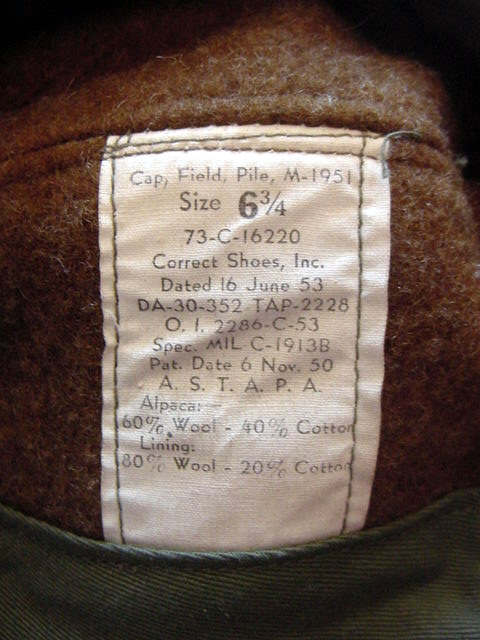 Cap, Field, Pile, M-1951
Size 6¾
73-C-16220
Correct Shoes, Inc.
Dated 16 June 53
DA-30-352 TAP-2228
O. I. 2286-C-53
Spec. MIL C-1913B
Pat. Date 6 Nov. 50
A. S. T. A. P. A.
Alpaca: -
60% Wool - 40% Cotton
Lining:
80% Wool - 20% Cotton